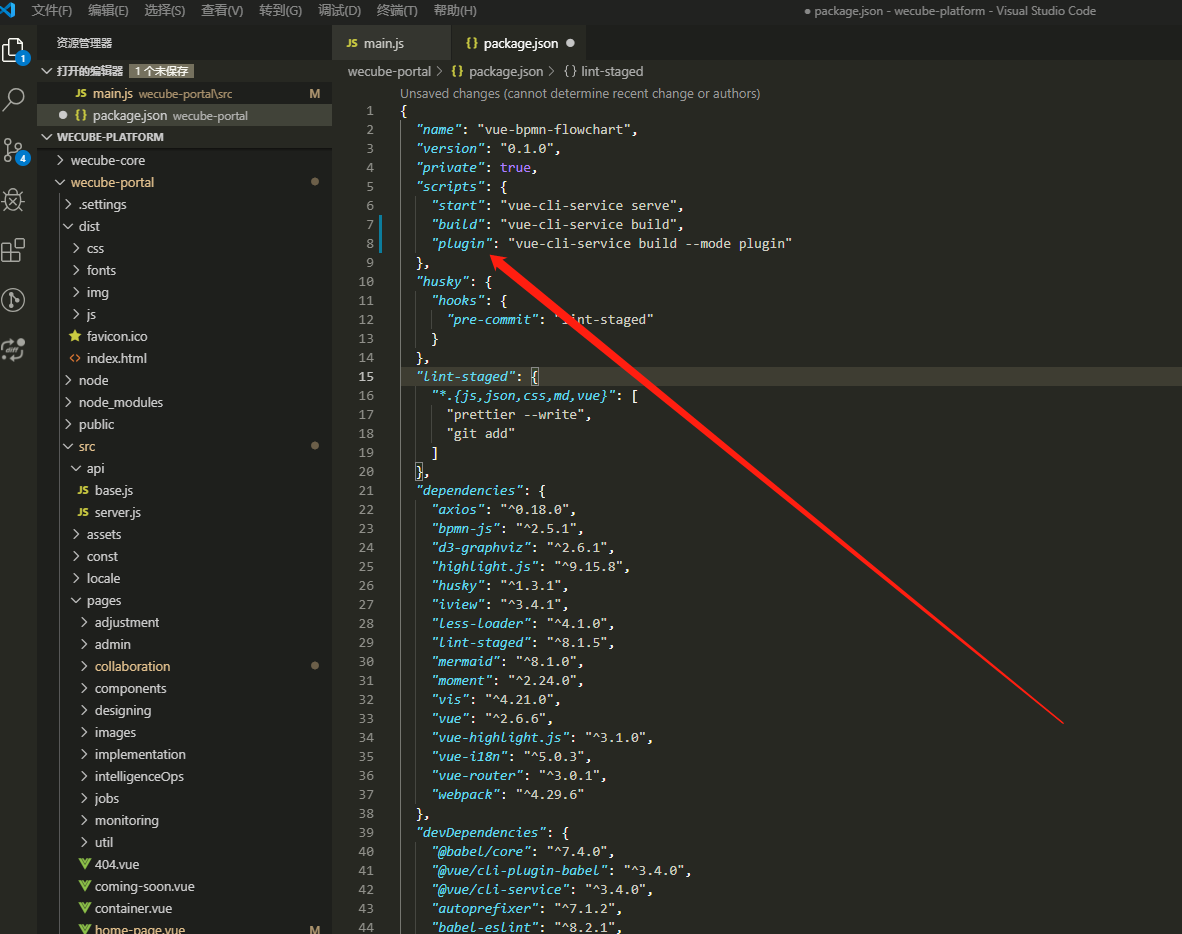 文件(F) 编辑(E) 选择(S) 查看(V) 转到(G) 调试(D) 终端(T) 帮助(H) ● package.json - wecube-platform - Visual Studio Code
资源管理器
打开的编辑器 1 个未保存
JS main.js wecube-portal\src M
● {} package.json wecube-portal
WECUBE-PLATFORM
wecube-core
wecube-portal
.settings
dist
css
fonts
img
js
favicon.ico
<> index.html
node
node_modules
public
src
api
JS base.js
JS server.js
assets
const
locale
pages
adjustment
admin
collaboration
components
designing
images
implementation
intelligenceOps
jobs
monitoring
util
404.vue
coming-soon.vue
container.vue
home-page.vue M
1
4
diff
JS main.js {} package.json ●
wecube-portal > {} package.json > {} lint-staged
Unsaved changes (cannot determine recent change or authors)
1 {
2 "name": "vue-bpmn-flowchart",
3 "version": "0.1.0",
4 "private": true,
5 "scripts": {
6 "start": "vue-cli-service serve",
7 "build": "vue-cli-service build",
8 "plugin": "vue-cli-service build --mode plugin"
9 },
10 "husky": {
11 "hooks": {
12 "pre-commit": "lint-staged"
13 }
14 },
15 "lint-staged": {
16 "*.{js,json,css,md,vue}": [
17 "prettier --write",
18 "git add"
19 ]
20 },
21 "dependencies": {
22 "axios": "^0.18.0",
23 "bpmn-js": "^2.5.1",
24 "d3-graphviz": "^2.6.1",
25 "highlight.js": "^9.15.8",
26 "husky": "^1.3.1",
27 "iview": "^3.4.1",
28 "less-loader": "^4.1.0",
29 "lint-staged": "^8.1.5",
30 "mermaid": "^8.1.0",
31 "moment": "^2.24.0",
32 "vis": "^4.21.0",
33 "vue": "^2.6.6",
34 "vue-highlight.js": "^3.1.0",
35 "vue-i18n": "^5.0.3",
36 "vue-router": "^3.0.1",
37 "webpack": "^4.29.6"
38 },
39 "devDependencies": {
40 "@babel/core": "^7.4.0",
41 "@vue/cli-plugin-babel": "^3.4.0",
42 "@vue/cli-service": "^3.4.0",
43 "autoprefixer": "^7.1.2",
44 "babel-eslint": "^8.2.1",